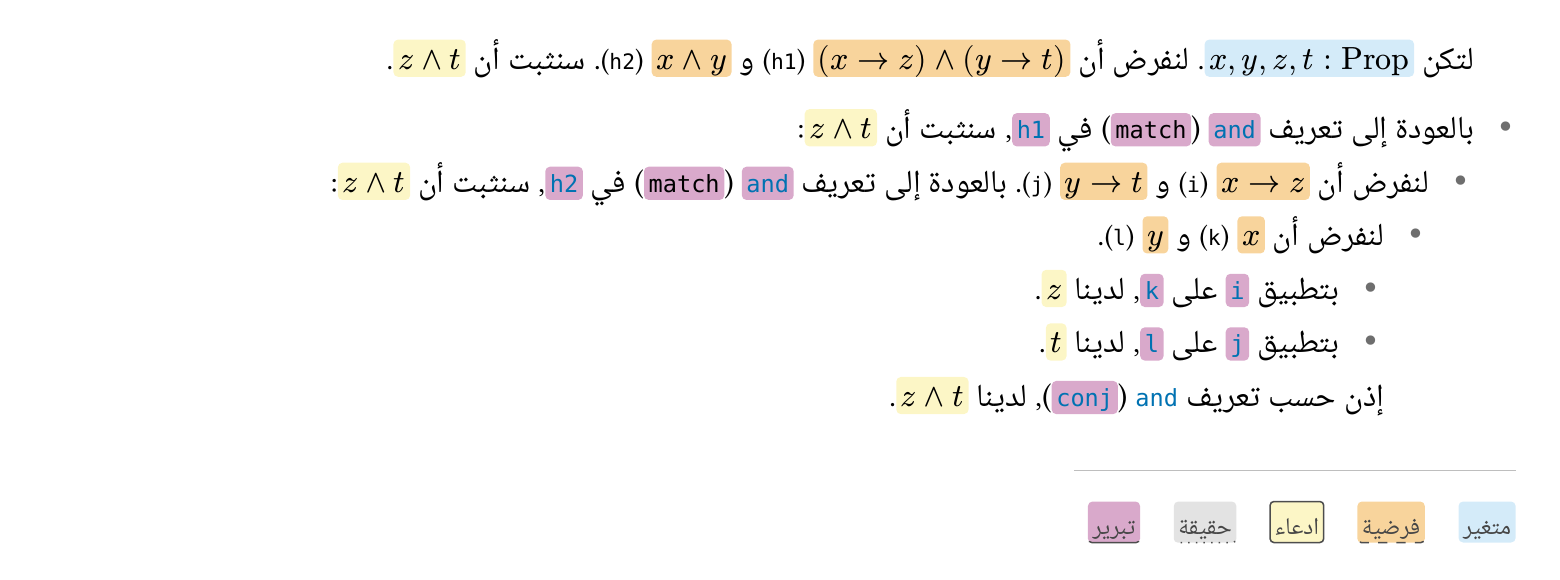 لتكن x, y, z, t : Prop. لنفرض أن (x → z) ∧ (y → t) (h1) و x ∧ y (h2). سنثبت أن z ∧ t.
• بالعودة إلى تعريف and (match) في h1, سنثبت أن z ∧ t:
• لنفرض أن x → z (i) و y → t (j). بالعودة إلى تعريف and (match) في h2, سنثبت أن z ∧ t:
• لنفرض أن x (k) و y (l).
• بتطبيق i على k, لدينا z.
• بتطبيق j على l, لدينا t.
إذن حسب تعريف and (conj), لدينا z ∧ t.
متغير فرضية ادعاء حقيقة تبرير